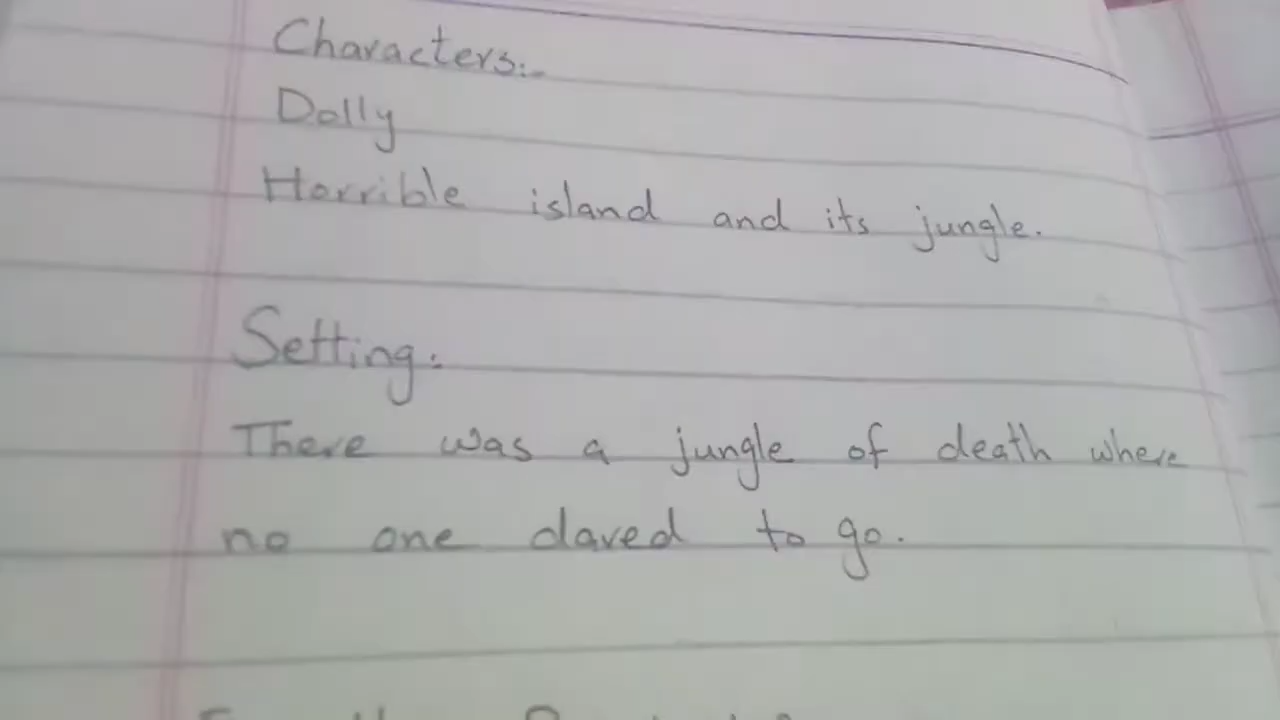 Characters:-
Dolly
Horrible island and its jungle.
Setting:
There was a jungle of death where
no one dared to go.